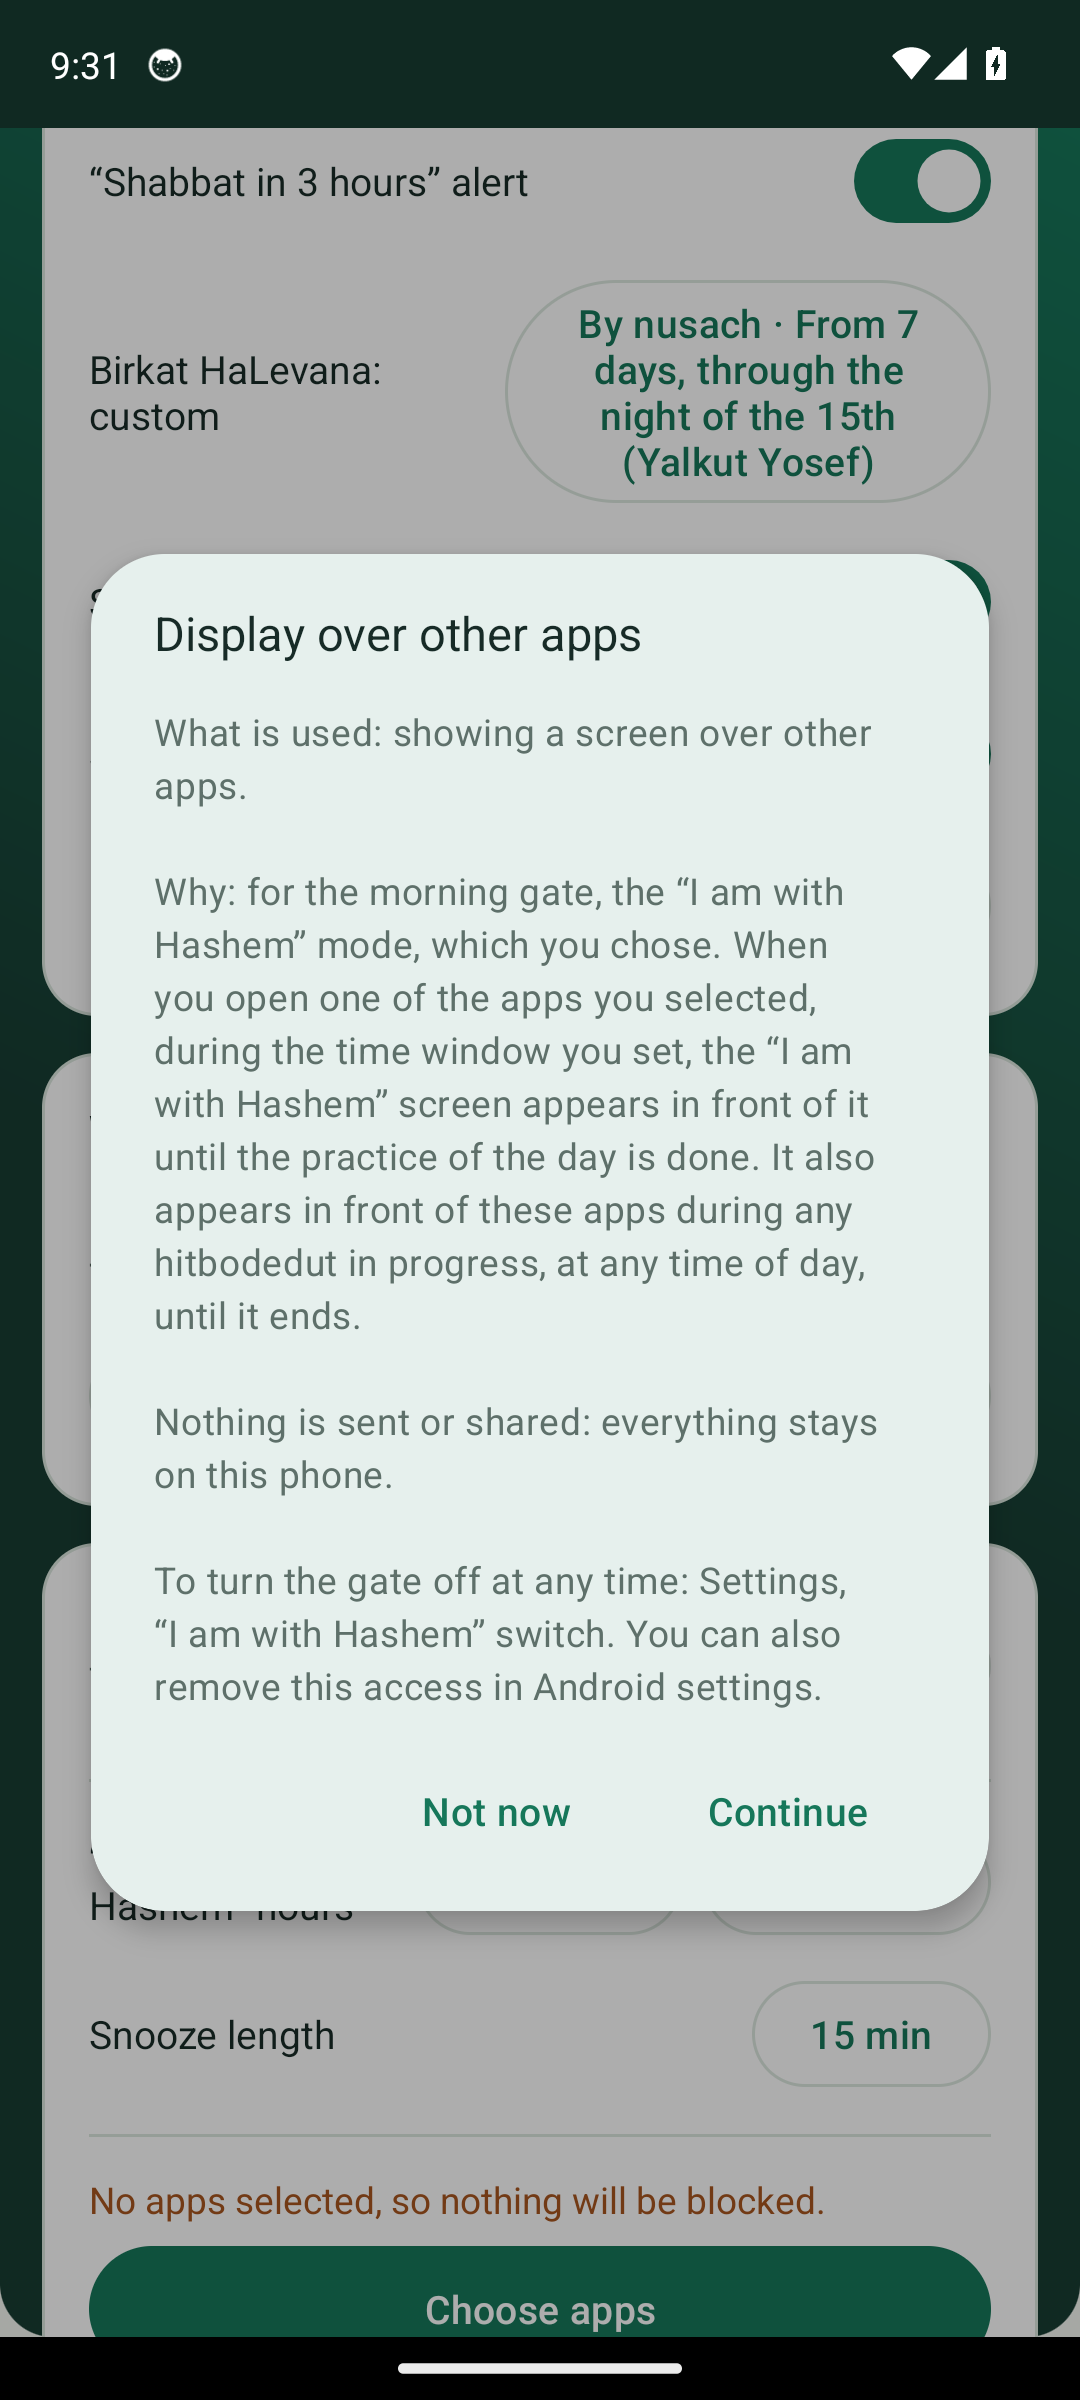 9:31
“Shabbat in 3 hours” alert
Birkat HaLevana:
custom
By nusach · From 7
days, through the
night of the 15th
(Yalkut Yosef)
Display over other apps
What is used: showing a screen over other
apps.
Why: for the morning gate, the “I am with
Hashem” mode, which you chose. When
you open one of the apps you selected,
during the time window you set, the “I am
with Hashem” screen appears in front of it
until the practice of the day is done. It also
appears in front of these apps during any
hitbodedut in progress, at any time of day,
until it ends.
Nothing is sent or shared: everything stays
on this phone.
To turn the gate off at any time: Settings,
“I am with Hashem” switch. You can also
remove this access in Android settings.
Not now
Continue
Hashem” hours
Snooze length
15 min
No apps selected, so nothing will be blocked.
Choose apps